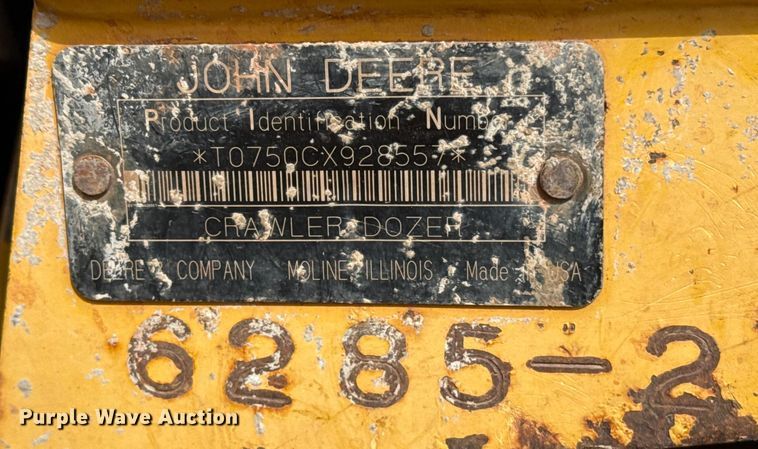 JOHN DEERE
Product Identification Number
*T0750CX928557*
CRAWLER DOZER
DEERE & COMPANY MOLINE, ILLINOIS Made in USA
6285-2
Purple Wave Auction